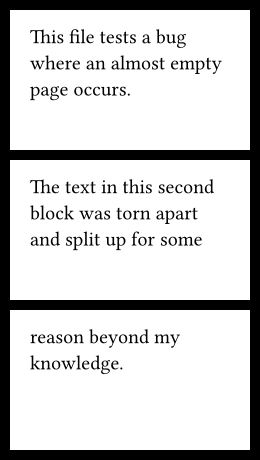 This file tests a bug
where an almost empty
page occurs.
The text in this second
block was torn apart
and split up for some
reason beyond my
knowledge.